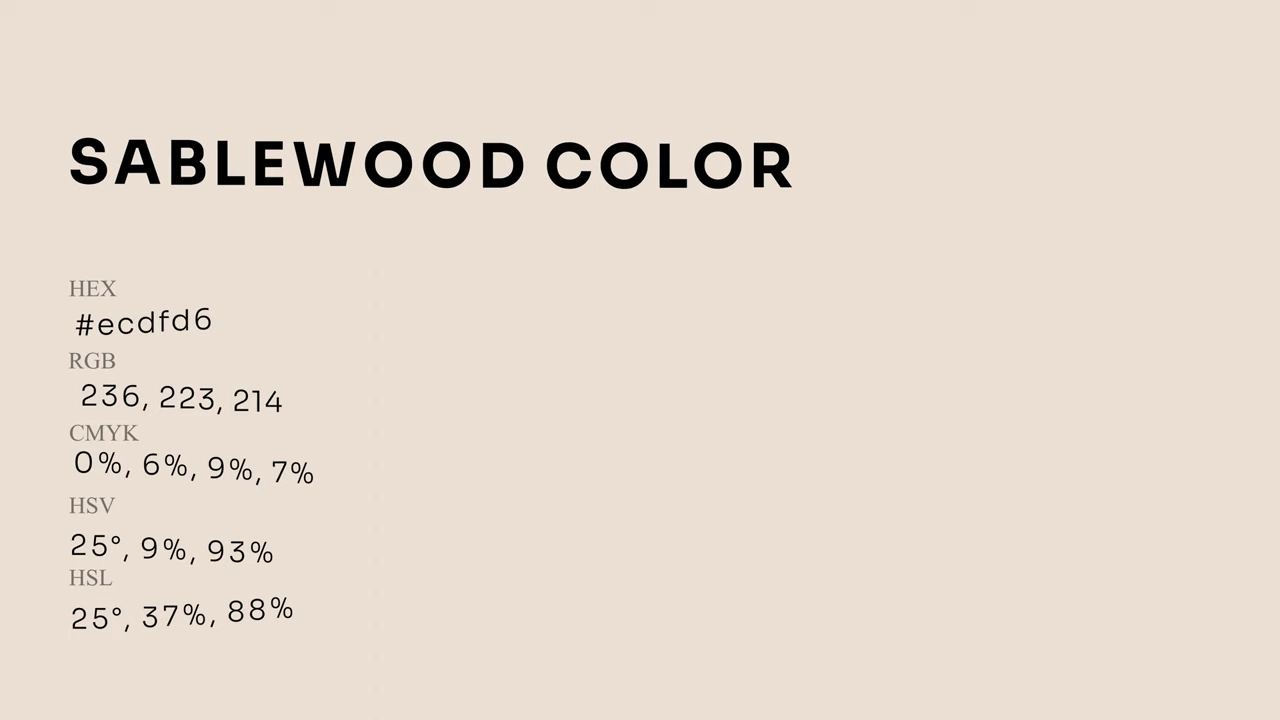 SABLEWOOD COLOR
HEX
#ecdfd6
RGB
236, 223, 214
CMYK
0%, 6%, 9%, 7%
HSV
25°, 9%, 93%
HSL
25°, 37%, 88%